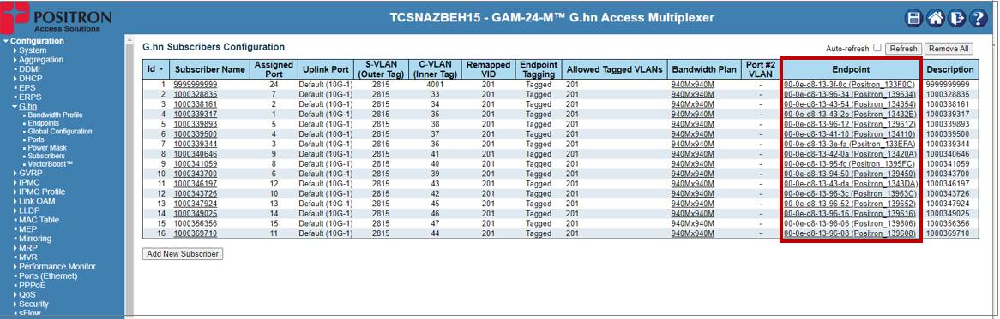 POSITRON
Access Solutions
TCSNAZBEH15 - GAM-24-M™ G.hn Access Multiplexer
Configuration
System
Aggregation
DDMI
DHCP
EPS
ERPS
G.hn
Bandwidth Profile
Endpoints
Global Configuration
Ports
Power Mask
Subscribers
VectorBoost™
GVRP
IPMC
IPMC Profile
Link OAM
LLDP
MAC Table
MEP
Mirroring
MRP
MVR
Performance Monitor
Ports (Ethernet)
PPPoE
QoS
Security
sFlow
G.hn Subscribers Configuration
Auto-refresh Refresh Remove All
Id Subscriber Name Assigned Port Uplink Port S-VLAN (Outer Tag) C-VLAN (Inner Tag) Remapped VID Endpoint Tagging Allowed Tagged VLANs Bandwidth Plan Port #2 VLAN Endpoint Description
1 9999999999 24 Default (10G-1) 2815 4001 201 Tagged 201 940Mx940M - 00-0e-d8-13-3f-0c (Positron_133F0C) 9999999999
2 1000328835 7 Default (10G-1) 2815 33 201 Tagged 201 940Mx940M - 00-0e-d8-13-96-34 (Positron_139634) 1000328835
3 1000338161 2 Default (10G-1) 2815 34 201 Tagged 201 940Mx940M - 00-0e-d8-13-43-54 (Positron_134354) 1000338161
4 1000339317 1 Default (10G-1) 2815 35 201 Tagged 201 940Mx940M - 00-0e-d8-13-43-2e (Positron_13432E) 1000339317
5 1000339893 5 Default (10G-1) 2815 38 201 Tagged 201 940Mx940M - 00-0e-d8-13-96-12 (Positron_139612) 1000339893
6 1000339500 4 Default (10G-1) 2815 37 201 Tagged 201 940Mx940M - 00-0e-d8-13-41-10 (Positron_134110) 1000339500
7 1000339344 3 Default (10G-1) 2815 36 201 Tagged 201 940Mx940M - 00-0e-d8-13-3e-fa (Positron_133EFA) 1000339344
8 1000340646 9 Default (10G-1) 2815 41 201 Tagged 201 940Mx940M - 00-0e-d8-13-42-0a (Positron_13420A) 1000340646
9 1000341059 8 Default (10G-1) 2815 40 201 Tagged 201 940Mx940M - 00-0e-d8-13-95-fc (Positron_1395FC) 1000341059
10 1000343700 6 Default (10G-1) 2815 39 201 Tagged 201 940Mx940M - 00-0e-d8-13-94-50 (Positron_139450) 1000343700
11 1000346197 12 Default (10G-1) 2815 43 201 Tagged 201 940Mx940M - 00-0e-d8-13-43-da (Positron_1343DA) 1000346197
12 1000343726 10 Default (10G-1) 2815 42 201 Tagged 201 940Mx940M - 00-0e-d8-13-96-3c (Positron_13963C) 1000343726
13 1000347924 13 Default (10G-1) 2815 45 201 Tagged 201 940Mx940M - 00-0e-d8-13-96-52 (Positron_139652) 1000347924
14 1000349025 14 Default (10G-1) 2815 46 201 Tagged 201 940Mx940M - 00-0e-d8-13-96-16 (Positron_139616) 1000349025
15 1000356356 15 Default (10G-1) 2815 47 201 Tagged 201 940Mx940M - 00-0e-d8-13-96-06 (Positron_139606) 1000356356
16 1000369710 11 Default (10G-1) 2815 44 201 Tagged 201 940Mx940M - 00-0e-d8-13-96-08 (Positron_139608) 1000369710
Add New Subscriber